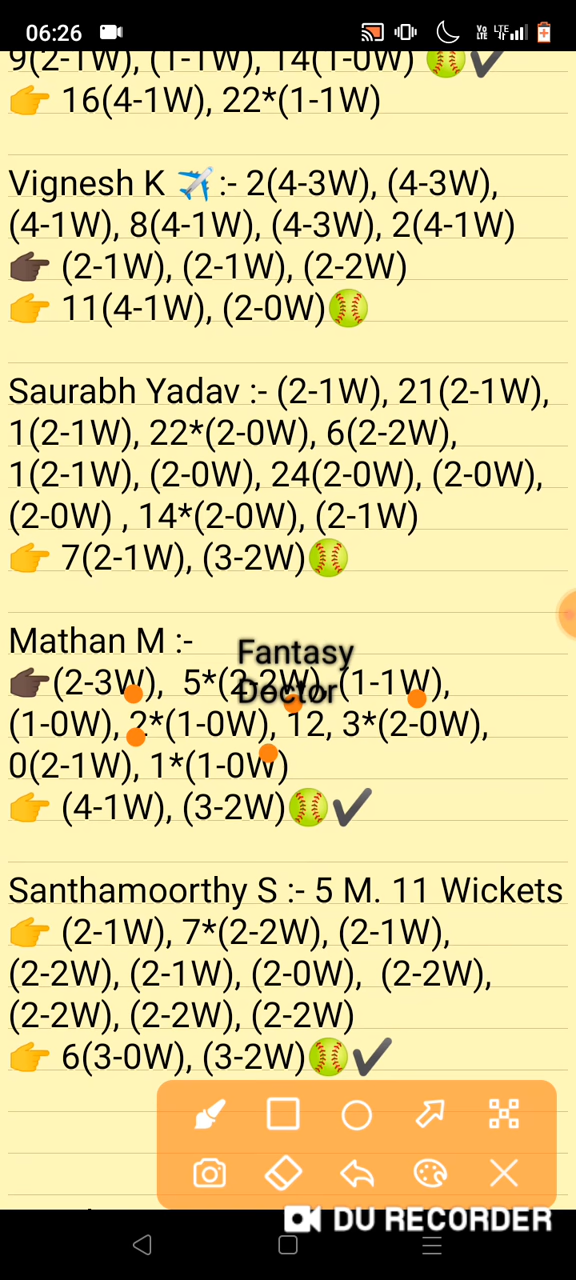 06:26 Vo LTE LTE
9(2-1W), (1-1W), 14(1-0W) 🥎✔
👉 16(4-1W), 22*(1-1W)
Vignesh K ✈️ :- 2(4-3W), (4-3W),
(4-1W), 8(4-1W), (4-3W), 2(4-1W)
👉🏿 (2-1W), (2-1W), (2-2W)
👉 11(4-1W), (2-0W)🥎
Saurabh Yadav :- (2-1W), 21(2-1W),
1(2-1W), 22*(2-0W), 6(2-2W),
1(2-1W), (2-0W), 24(2-0W), (2-0W),
(2-0W) , 14*(2-0W), (2-1W)
👉 7(2-1W), (3-2W)🥎
Mathan M :-
Fantasy
Doctor
👉🏿(2-3W), 5*(2-2W), (1-1W),
(1-0W), 2*(1-0W), 12, 3*(2-0W),
0(2-1W), 1*(1-0W)
👉 (4-1W), (3-2W)🥎✔
Santhamoorthy S :- 5 M. 11 Wickets
👉 (2-1W), 7*(2-2W), (2-1W),
(2-2W), (2-1W), (2-0W), (2-2W),
(2-2W), (2-2W), (2-2W)
👉 6(3-0W), (3-2W)🥎✔
DU RECORDER